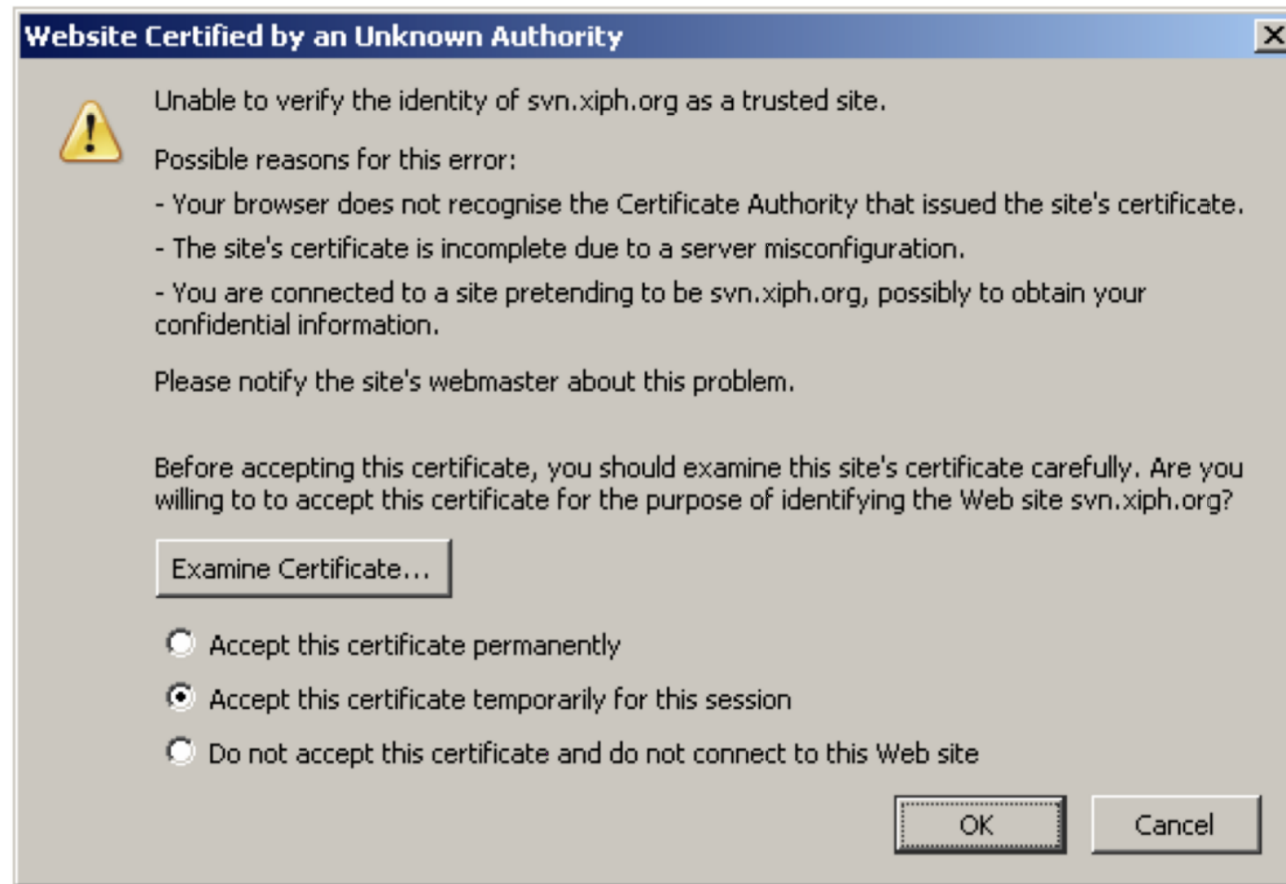 Website Certified by an Unknown Authority
Unable to verify the identity of svn.xiph.org as a trusted site.
Possible reasons for this error:
- Your browser does not recognise the Certificate Authority that issued the site's certificate.
- The site's certificate is incomplete due to a server misconfiguration.
- You are connected to a site pretending to be svn.xiph.org, possibly to obtain your
confidential information.
Please notify the site's webmaster about this problem.
Before accepting this certificate, you should examine this site's certificate carefully. Are you
willing to to accept this certificate for the purpose of identifying the Web site svn.xiph.org?
Examine Certificate...
Accept this certificate permanently
Accept this certificate temporarily for this session
Do not accept this certificate and do not connect to this Web site
OK
Cancel